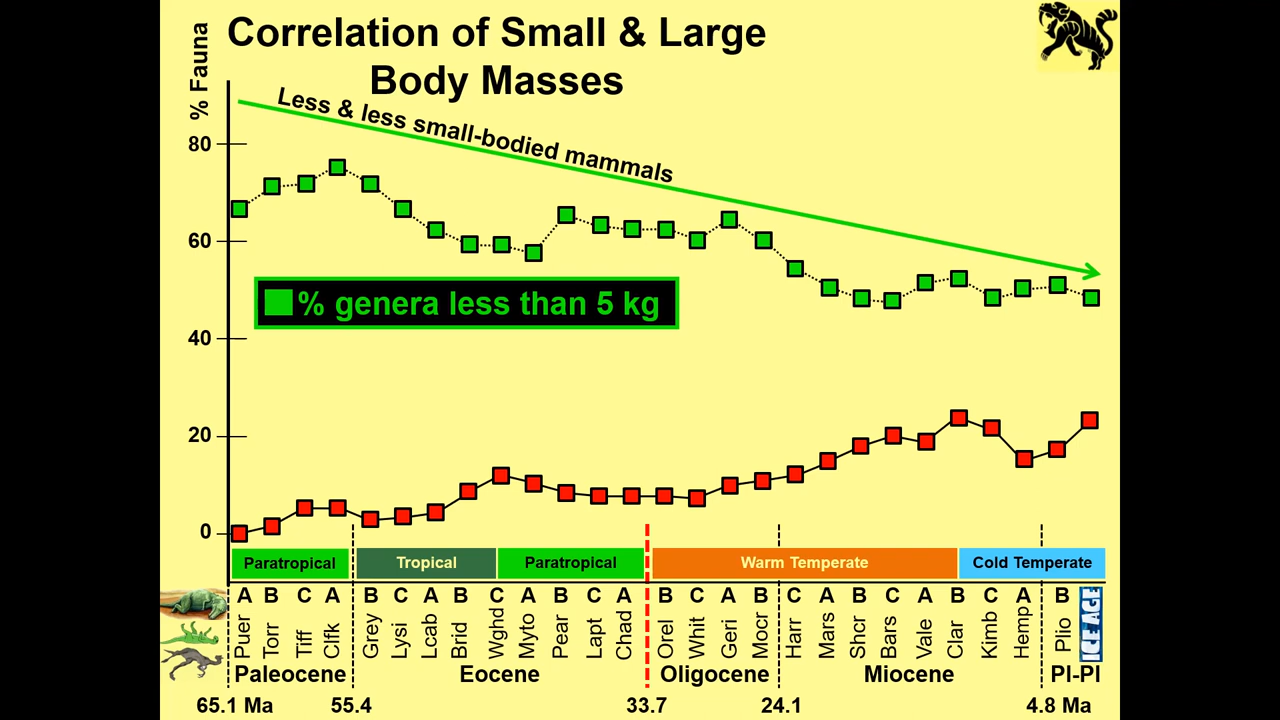 Correlation of Small & Large
Body Masses
% Fauna
Less & less small-bodied mammals
80
60
% genera less than 5 kg
40
20
0
Paratropical Tropical Paratropical Warm Temperate Cold Temperate
A B C A B C A B C A B C A B C A B C A B C A B C A B
Puer Torr Tiff Clfk Grey Lysi Lcab Brid Wghd Myto Pear Lapt Chad Orel Whit Geri Mocr Harr Mars Shcr Bars Vale Clar Kimb Hemp Plio ICE AGE
Paleocene Eocene Oligocene Miocene Pl-Pl
65.1 Ma 55.4 33.7 24.1 4.8 Ma